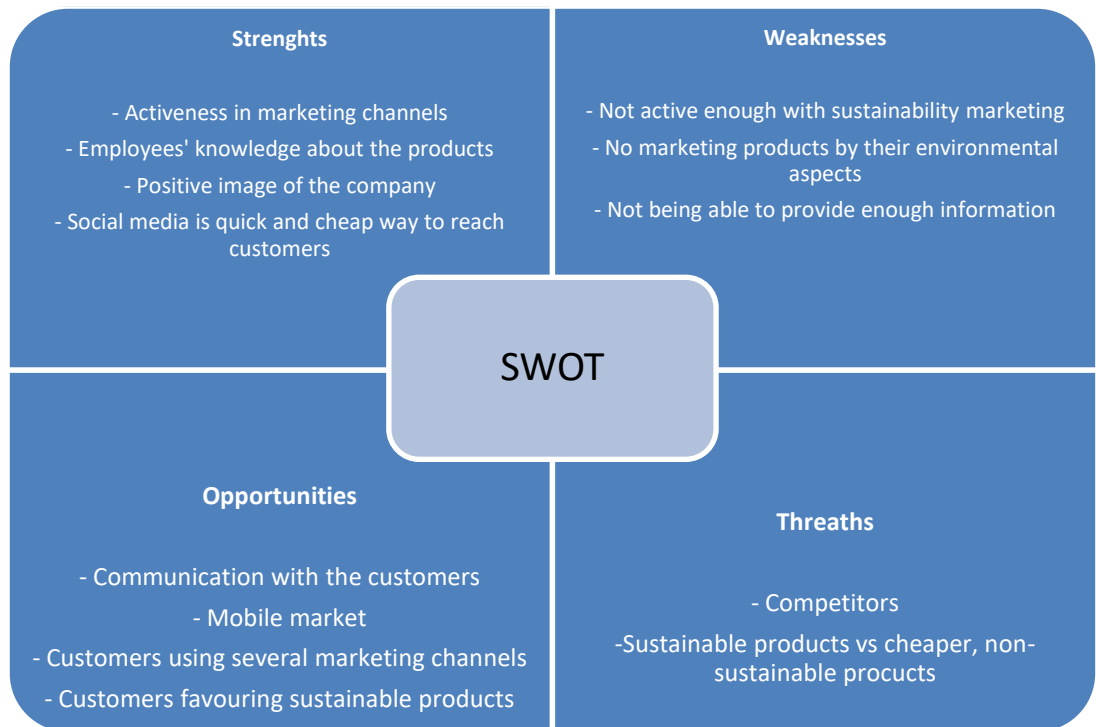 Strenghts
- Activeness in marketing channels
- Employees' knowledge about the products
- Positive image of the company
- Social media is quick and cheap way to reach
customers
Weaknesses
- Not active enough with sustainability marketing
- No marketing products by their environmental
aspects
- Not being able to provide enough information
SWOT
Opportunities
- Communication with the customers
- Mobile market
- Customers using several marketing channels
- Customers favouring sustainable products
Threaths
- Competitors
-Sustainable products vs cheaper, non-
sustainable procucts